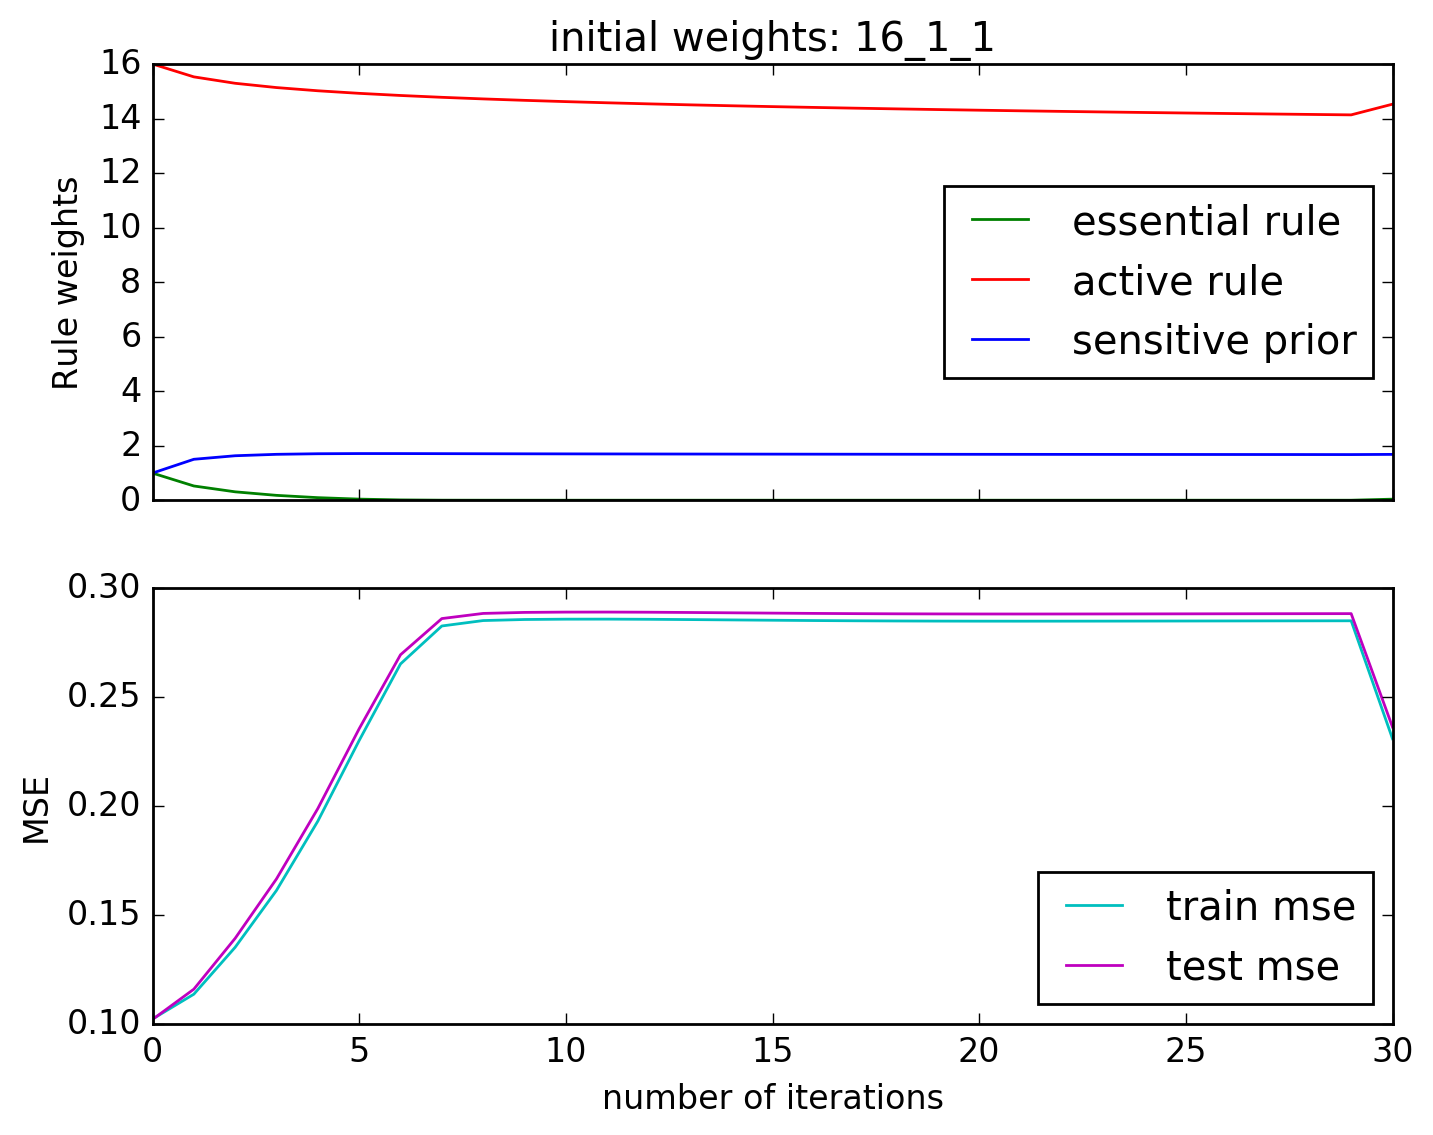 initial weights: 16_1_1
16
14
12
10
8
6
4
2
0
Rule weights
essential rule
active rule
sensitive prior
0.30
0.25
0.20
0.15
0.10
MSE
train mse
test mse
0 5 10 15 20 25 30
number of iterations